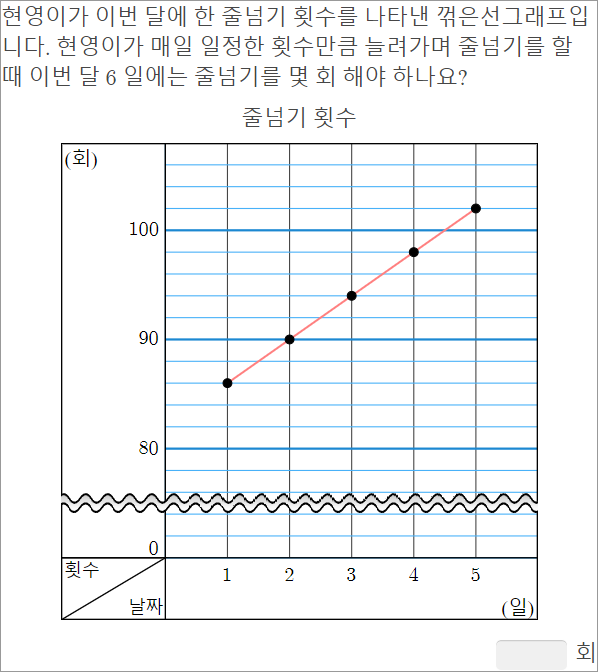 현영이가 이번 달에 한 줄넘기 횟수를 나타낸 꺾은선그래프입
니다. 현영이가 매일 일정한 횟수만큼 늘려가며 줄넘기를 할
때 이번 달 6 일에는 줄넘기를 몇 회 해야 하나요?
줄넘기 횟수
(회)
100
90
80
0
횟수
날짜
1 2 3 4 5
(일)
회